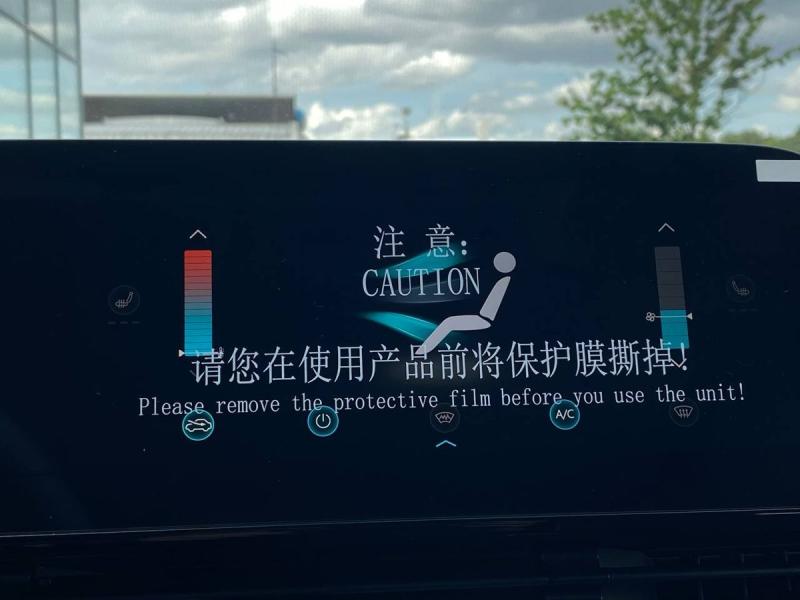 注 意:
CAUTION
请您在使用产品前将保护膜撕掉!
Please remove the protective film before you use the unit!
A/C